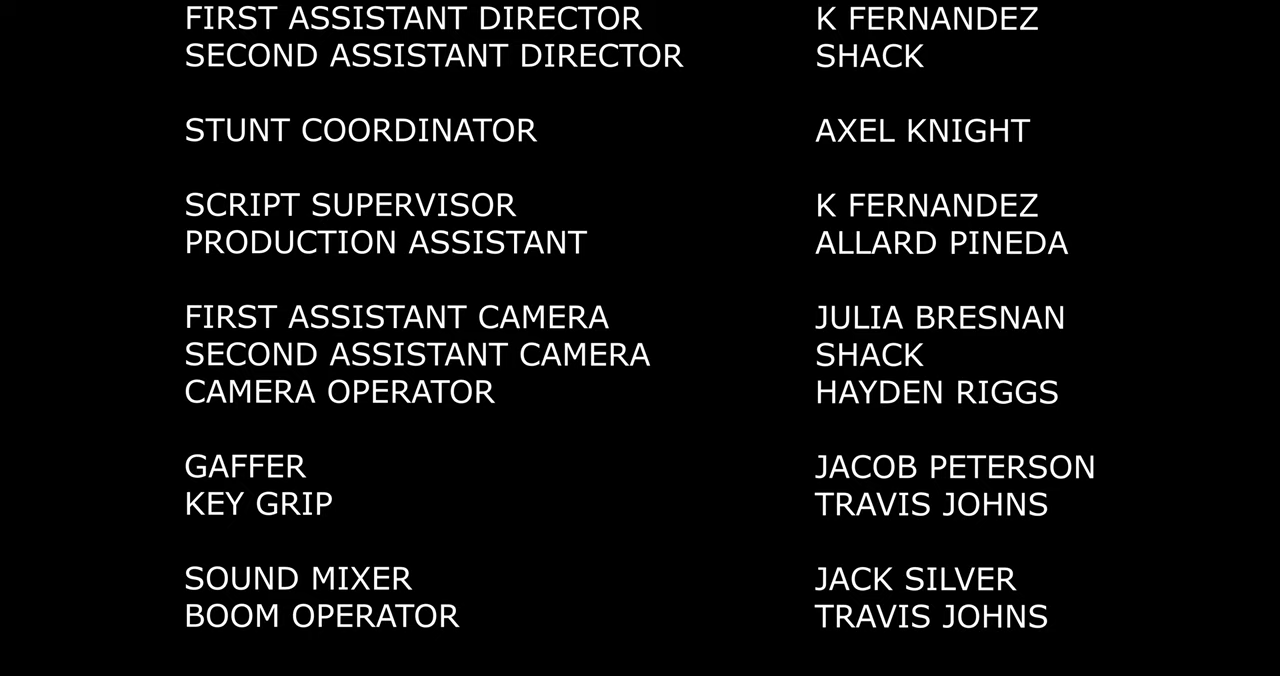 FIRST ASSISTANT DIRECTOR K FERNANDEZ
SECOND ASSISTANT DIRECTOR SHACK
STUNT COORDINATOR AXEL KNIGHT
SCRIPT SUPERVISOR K FERNANDEZ
PRODUCTION ASSISTANT ALLARD PINEDA
FIRST ASSISTANT CAMERA JULIA BRESNAN
SECOND ASSISTANT CAMERA SHACK
CAMERA OPERATOR HAYDEN RIGGS
GAFFER JACOB PETERSON
KEY GRIP TRAVIS JOHNS
SOUND MIXER JACK SILVER
BOOM OPERATOR TRAVIS JOHNS